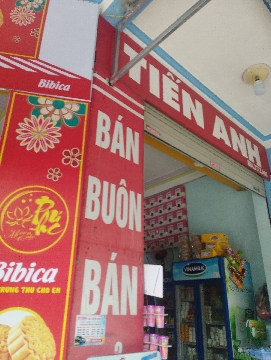 Bibica
TIẾN ANH
BÁN
BUÔN
BÁN
Bibica
TRUNG THU CHO EM
VINAMILK